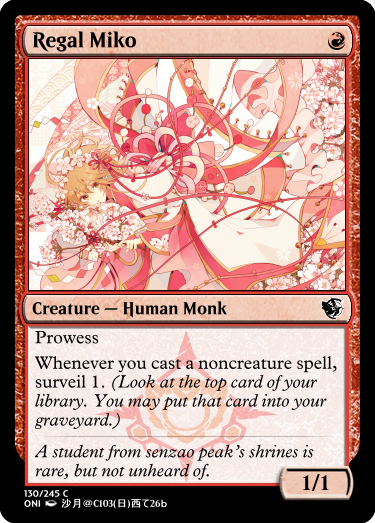 Regal Miko
Creature — Human Monk
Prowess
Whenever you cast a noncreature spell,
surveil 1. (Look at the top card of your
library. You may put that card into your
graveyard.)
A student from senzao peak's shrines is
rare, but not unheard of.
1/1
130/245 C
ONI 沙月@C103(日)西て26b